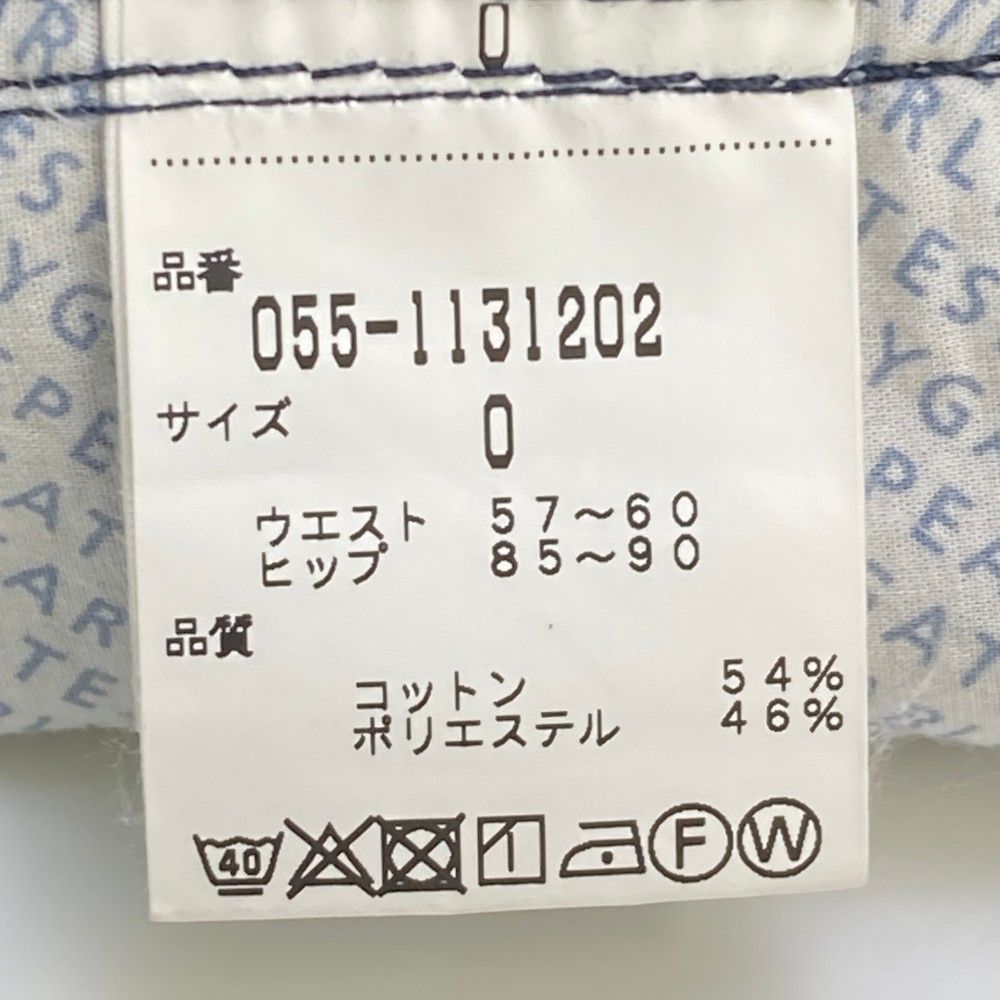 0
品番
055-1131202
サイズ 0
ウエスト 57～60
ヒップ 85～90
品質
コットン 54%
ポリエステル 46%
40 F W